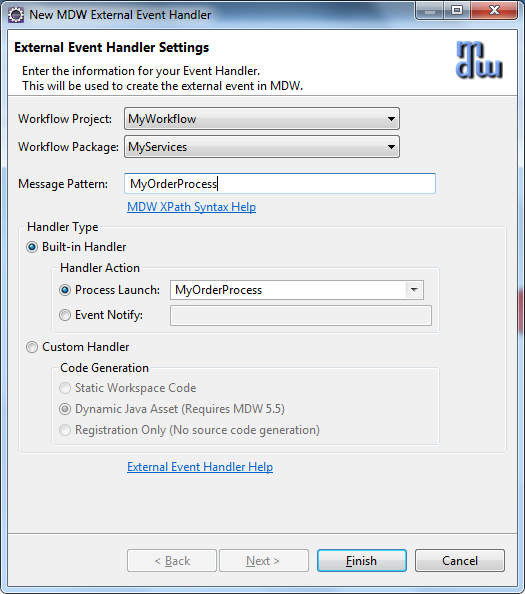 New MDW External Event Handler
External Event Handler Settings
Enter the information for your Event Handler.
This will be used to create the external event in MDW.
mdw
Workflow Project: MyWorkflow
Workflow Package: MyServices
Message Pattern: MyOrderProcess
MDW XPath Syntax Help
Handler Type
Built-in Handler
Handler Action
Process Launch: MyOrderProcess
Event Notify:
Custom Handler
Code Generation
Static Workspace Code
Dynamic Java Asset (Requires MDW 5.5)
Registration Only (No source code generation)
External Event Handler Help
< Back Next > Finish Cancel